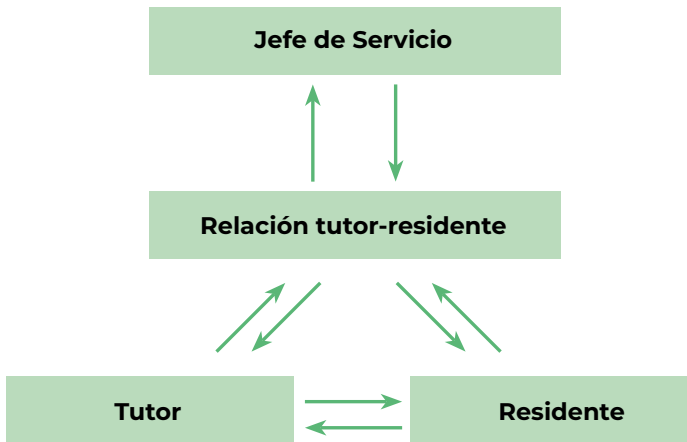 Jefe de Servicio
Relación tutor-residente
Tutor
Residente